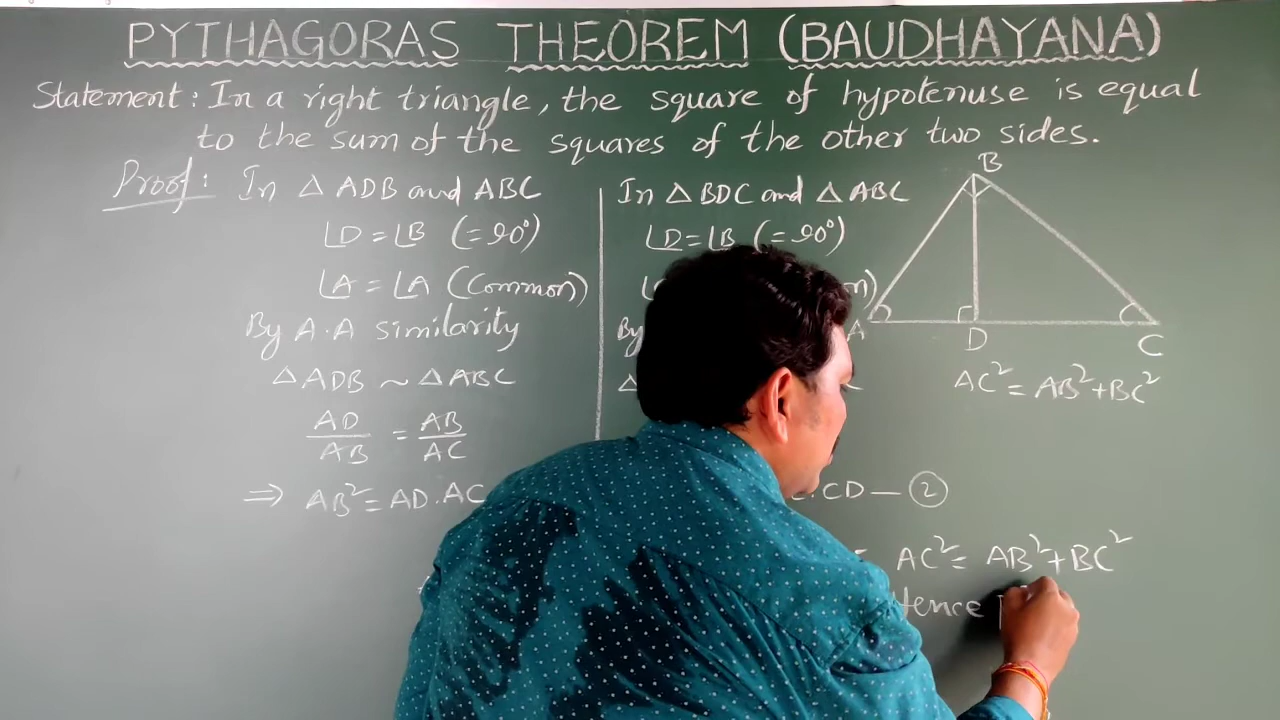 PYTHAGORAS THEOREM (BAUDHAYANA)
Statement: In a right triangle, the square of hypotenuse is equal
to the sum of the squares of the other two sides.
Proof: In △ ADB and ABC
∠D = ∠B (=90°)
∠A = ∠A (Common)
By A.A similarity
△ADB ~ △ABC
AD/AB = AB/AC
⇒ AB² = AD.AC
In △ BDC and △ ABC
∠D = ∠B (=90°)
By
△
.CD — ②
= AC² = AB² + BC²
Hence
B
A
D
C
AC² = AB² + BC²